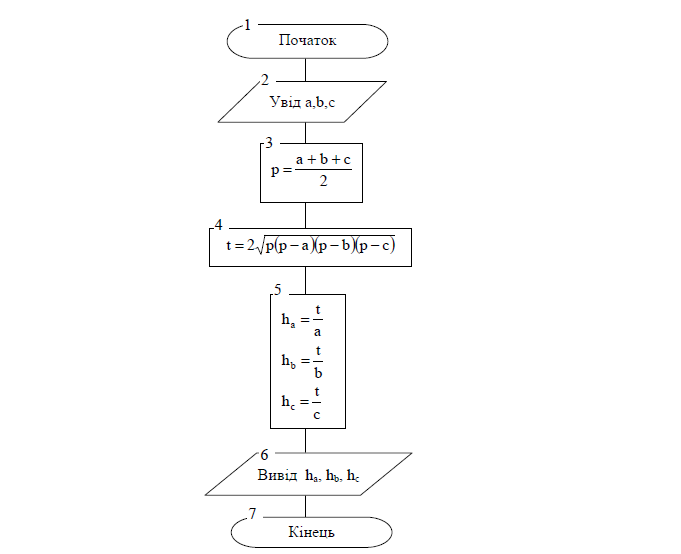 1
Початок
2
Увід a,b,c
3
p = (a + b + c)/2
4
t = 2√p(p − a)(p − b)(p − c)
5
hₐ = t/a
h_b = t/b
h_c = t/c
6
Вивід hₐ, h_b, h_c
7
Кінець